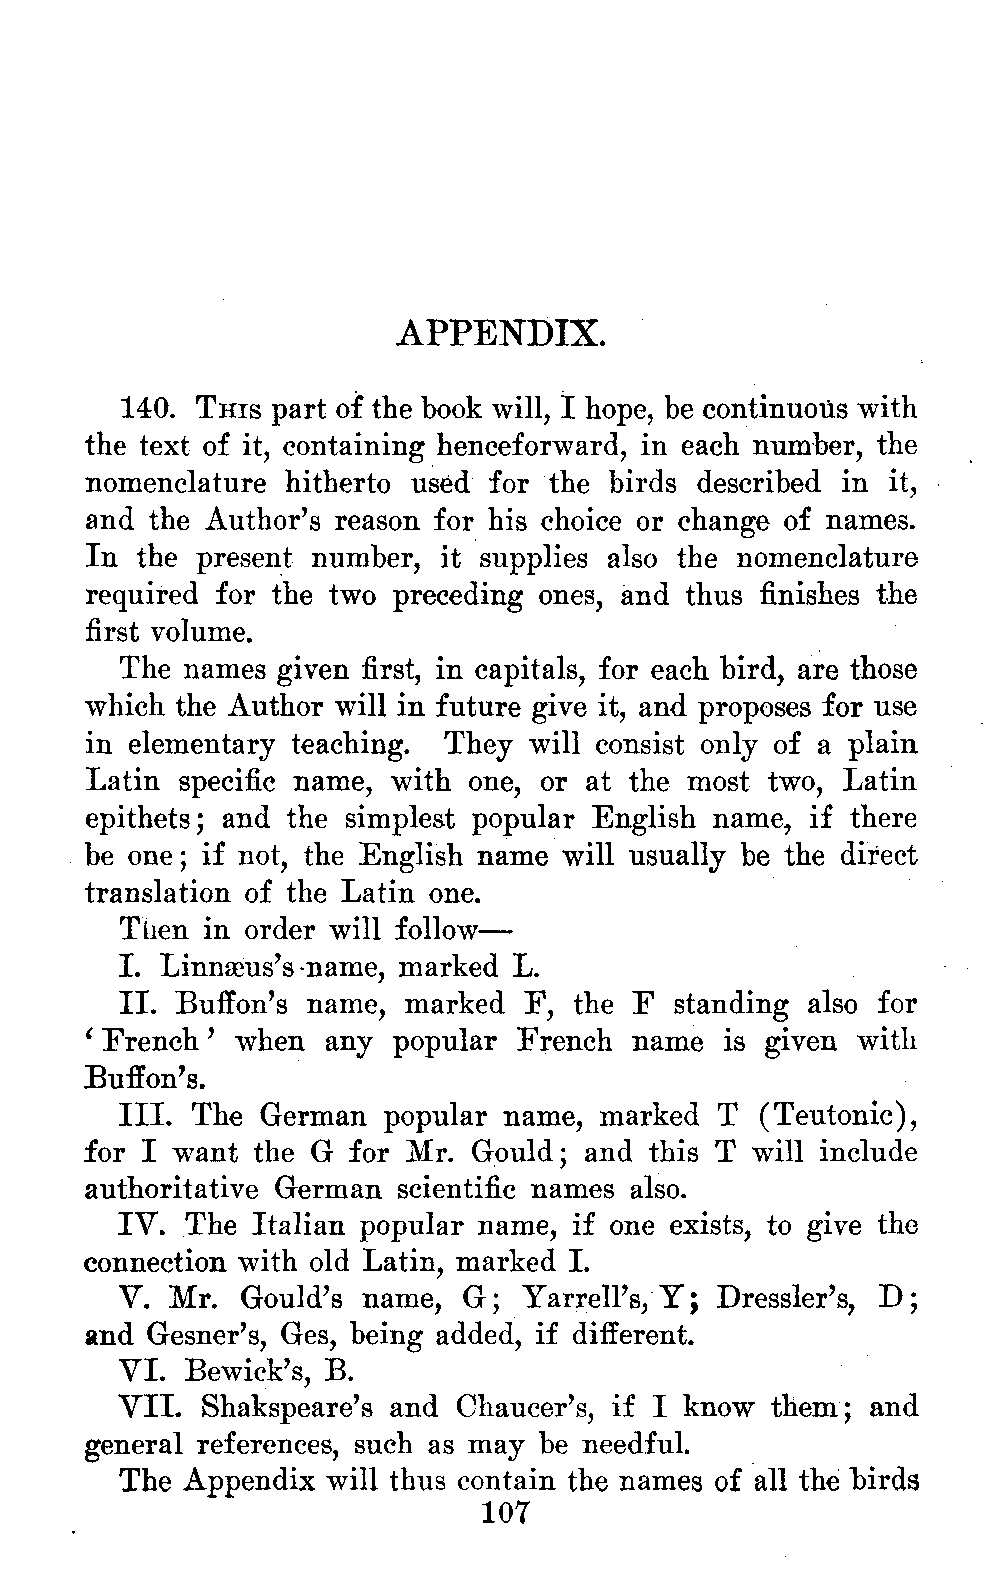 APPENDIX.
140. THIS part of the book will, I hope, be continuous with
the text of it, containing henceforward, in each number, the
nomenclature hitherto used for the birds described in it,
and the Author's reason for his choice or change of names.
In the present number, it supplies also the nomenclature
required for the two preceding ones, and thus finishes the
first volume.
The names given first, in capitals, for each bird, are those
which the Author will in future give it, and proposes for use
in elementary teaching. They will consist only of a plain
Latin specific name, with one, or at the most two, Latin
epithets; and the simplest popular English name, if there
be one; if not, the English name will usually be the direct
translation of the Latin one.
Then in order will follow—
I. Linnæus's name, marked L.
II. Buffon's name, marked F, the F standing also for
‘French’ when any popular French name is given with
Buffon's.
III. The German popular name, marked T (Teutonic),
for I want the G for Mr. Gould; and this T will include
authoritative German scientific names also.
IV. The Italian popular name, if one exists, to give the
connection with old Latin, marked I.
V. Mr. Gould's name, G; Yarrell's, Y; Dressler's, D;
and Gesner's, Ges, being added, if different.
VI. Bewick's, B.
VII. Shakspeare's and Chaucer's, if I know them; and
general references, such as may be needful.
The Appendix will thus contain the names of all the birds
107